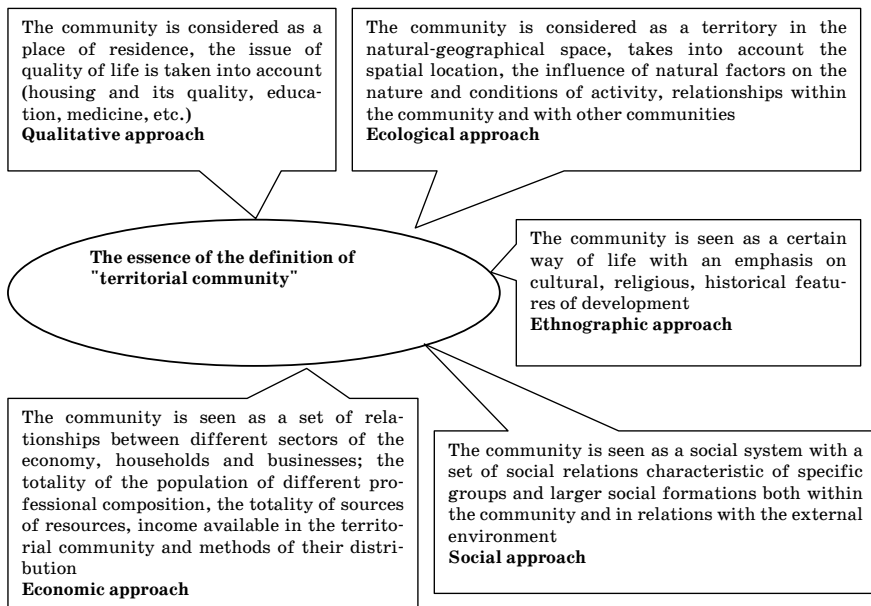 The community is considered as a
place of residence, the issue of
quality of life is taken into account
(housing and its quality, educa-
tion, medicine, etc.)
Qualitative approach
The community is considered as a territory in the
natural-geographical space, takes into account the
spatial location, the influence of natural factors on the
nature and conditions of activity, relationships within
the community and with other communities
Ecological approach
The essence of the definition of
"territorial community"
The community is seen as a certain
way of life with an emphasis on
cultural, religious, historical featu-
res of development
Ethnographic approach
The community is seen as a set of rela-
tionships between different sectors of the
economy, households and businesses; the
totality of the population of different pro-
fessional composition, the totality of sources
of resources, income available in the territo-
rial community and methods of their distri-
bution
Economic approach
The community is seen as a social system with a
set of social relations characteristic of specific
groups and larger social formations both within
the community and in relations with the external
environment
Social approach